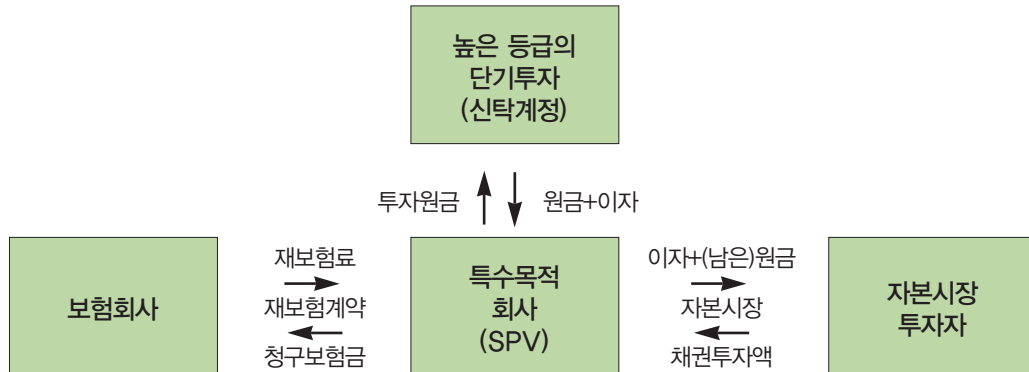 높은 등급의
단기투자
(신탁계정)
투자원금
원금+이자
보험회사
재보험료
재보험계약
청구보험금
특수목적
회사
(SPV)
이자+(남은)원금
자본시장
채권투자액
자본시장
투자자